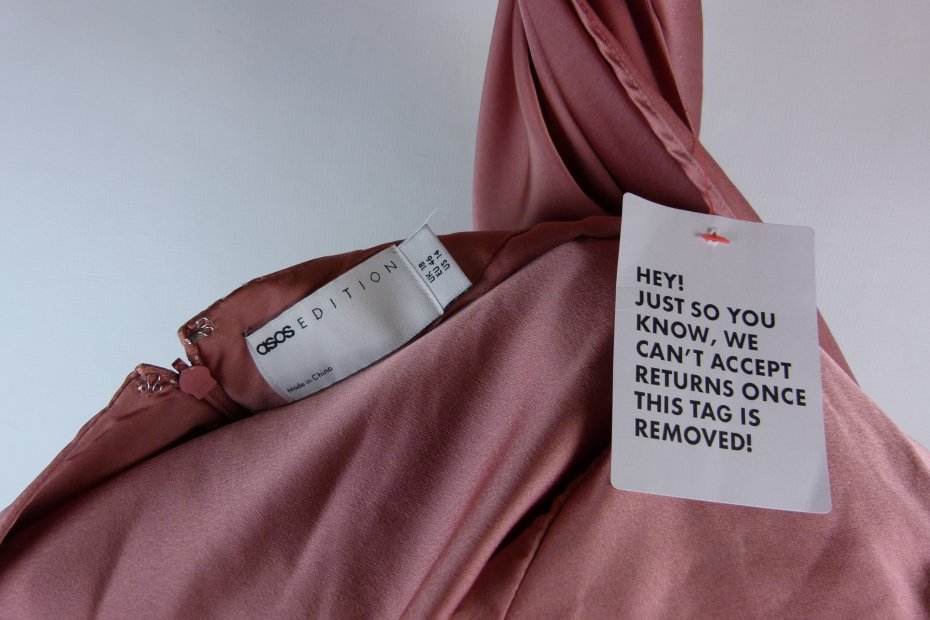 asos EDITION
Made in China
UK 18
EU 46
US 14
HEY!
JUST SO YOU
KNOW, WE
CAN'T ACCEPT
RETURNS ONCE
THIS TAG IS
REMOVED!